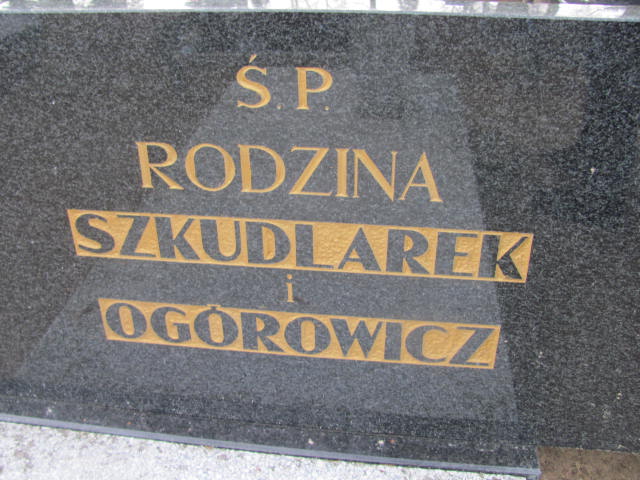 Ś.P.
RODZINA
SZKUDLAREK
i
OGÓROWICZ